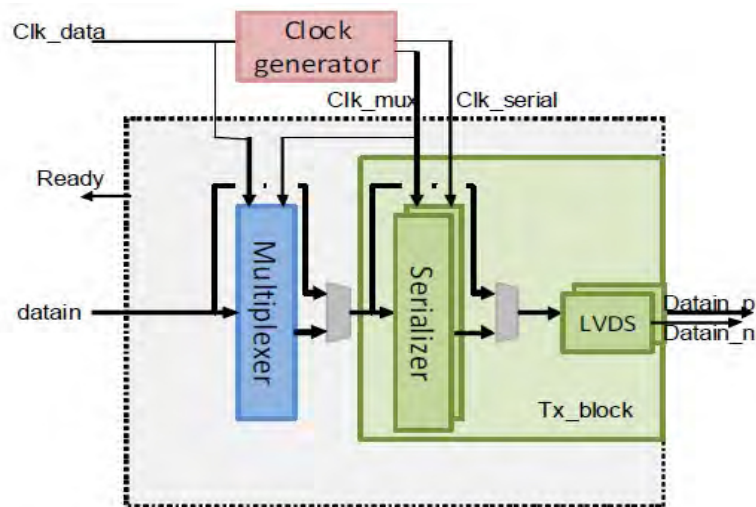 Clk_data
Clock
generator
Clk_mux
Clk_serial
Ready
datain
Multiplexer
Serializer
LVDS
Datain_p
Datain_n
Tx_block